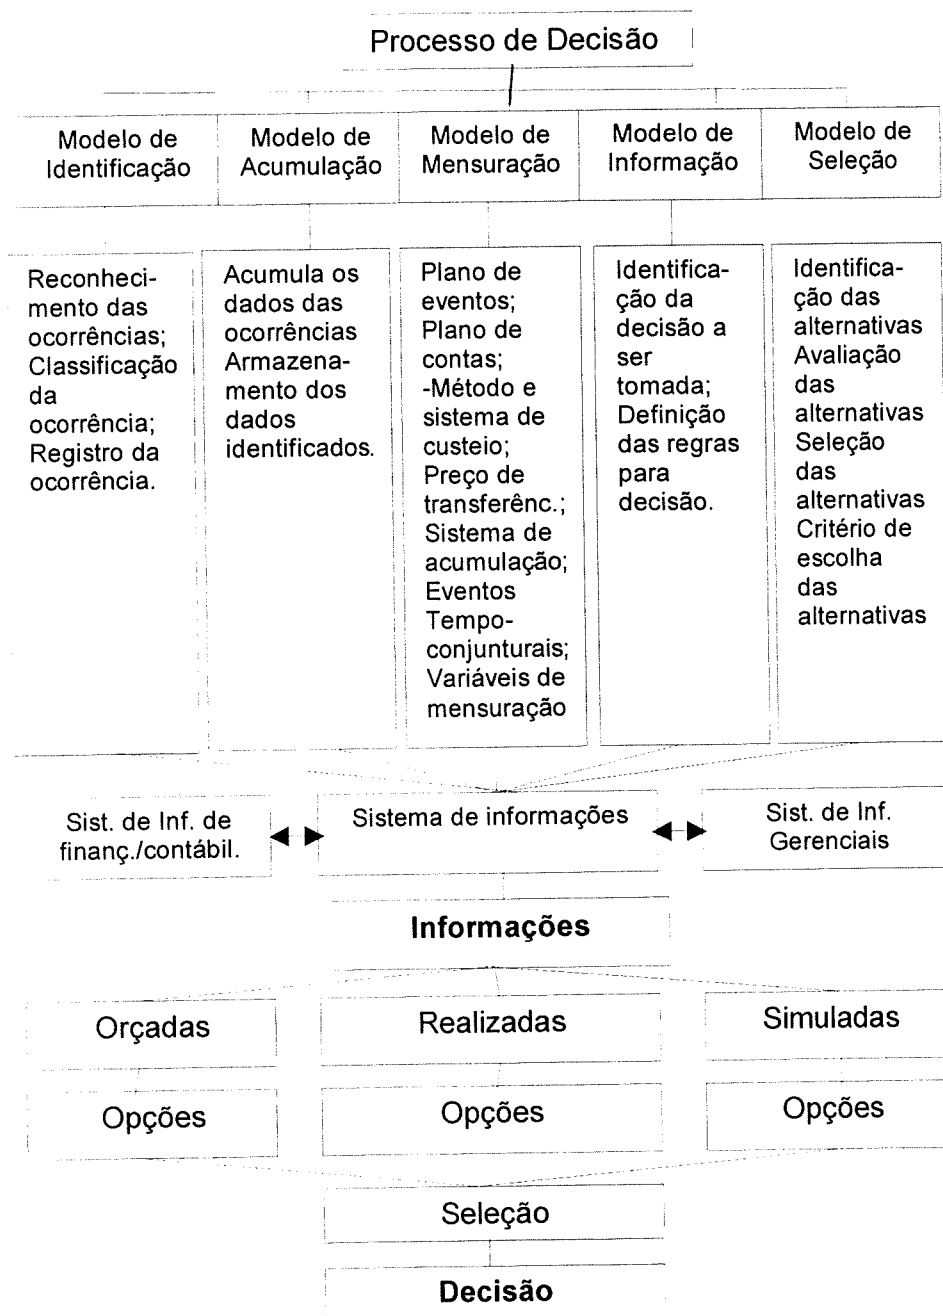 Processo de Decisão
Modelo de
Identificação
Modelo de
Acumulação
Modelo de
Mensuração
Modelo de
Informação
Modelo de
Seleção
Reconheci-
mento das
ocorrências;
Classificação
da
ocorrência;
Registro da
ocorrência.
Acumula os
dados das
ocorrências
Armazena-
mento dos
dados
identificados.
Plano de
eventos;
Plano de
contas;
-Método e
sistema de
custeio;
Preço de
transferênc.;
Sistema de
acumulação;
Eventos
Tempo-
conjunturais;
Variáveis de
mensuração
Identifica-
ção da
decisão a
ser
tomada;
Definição
das regras
para
decisão.
Identifica-
ção das
alternativas
Avaliação
das
alternativas
Seleção
das
alternativas
Critério de
escolha
das
alternativas
Sist. de Inf. de
finanç./contábil.
Sistema de informações
Sist. de Inf.
Gerenciais
Informações
Orçadas
Realizadas
Simuladas
Opções
Opções
Opções
Seleção
Decisão